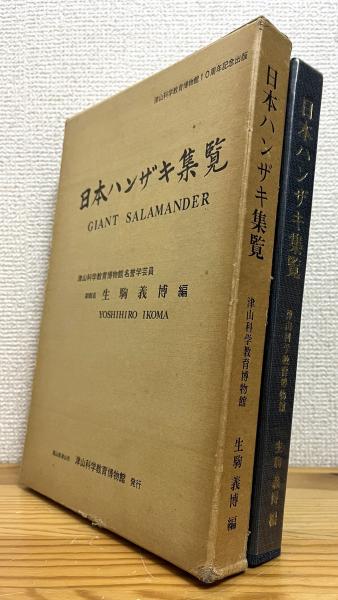 津山科学教育博物館10周年記念出版
日本ハンザキ集覧
GIANT SALAMANDER
津山科学教育博物館名誉学芸員
生駒義博 編
YOSHIHIRO IKOMA
津山科学教育博物館 発行
日本ハンザキ集覧
津山科学教育博物館
生駒義博編
日本ハンザキ集覧
津山科学教育博物館
生駒義博編